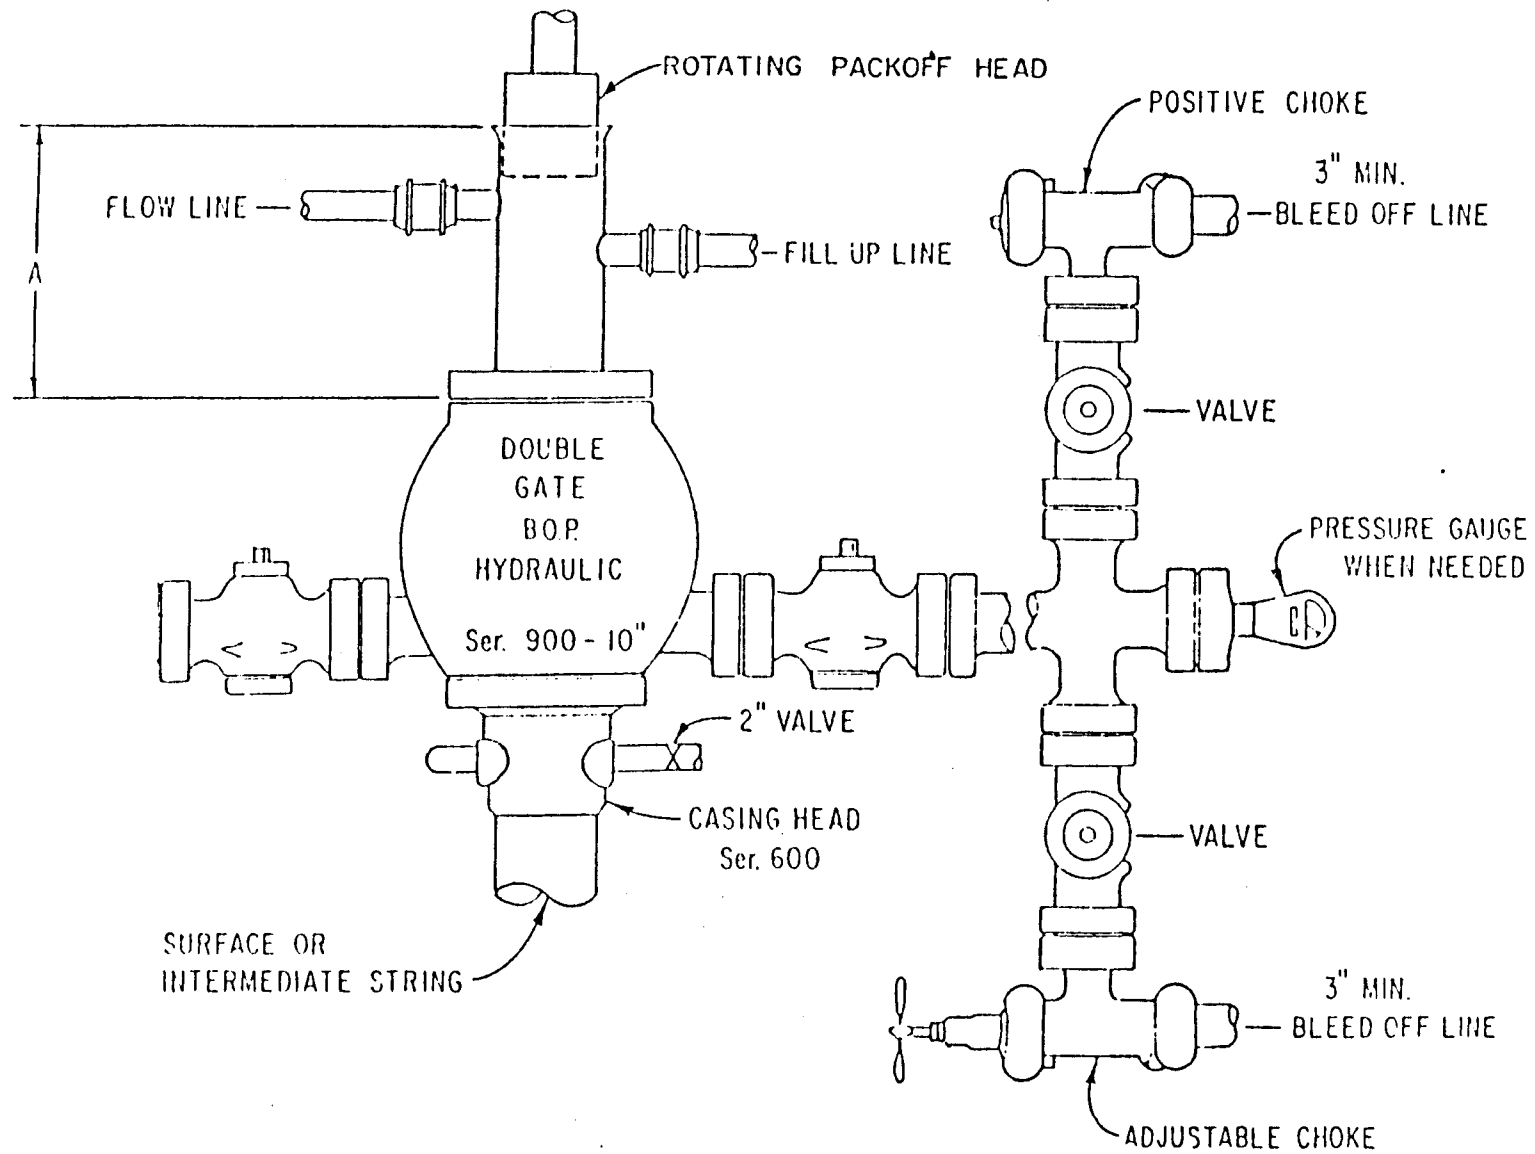 ROTATING PACKOFF HEAD
POSITIVE CHOKE
3" MIN.
BLEED OFF LINE
FLOW LINE
FILL UP LINE
A
VALVE
DOUBLE
GATE
B.O.P.
HYDRAULIC
Ser. 900 - 10"
PRESSURE GAUGE
WHEN NEEDED
2" VALVE
CASING HEAD
Ser. 600
VALVE
SURFACE OR
INTERMEDIATE STRING
3" MIN.
BLEED OFF LINE
ADJUSTABLE CHOKE